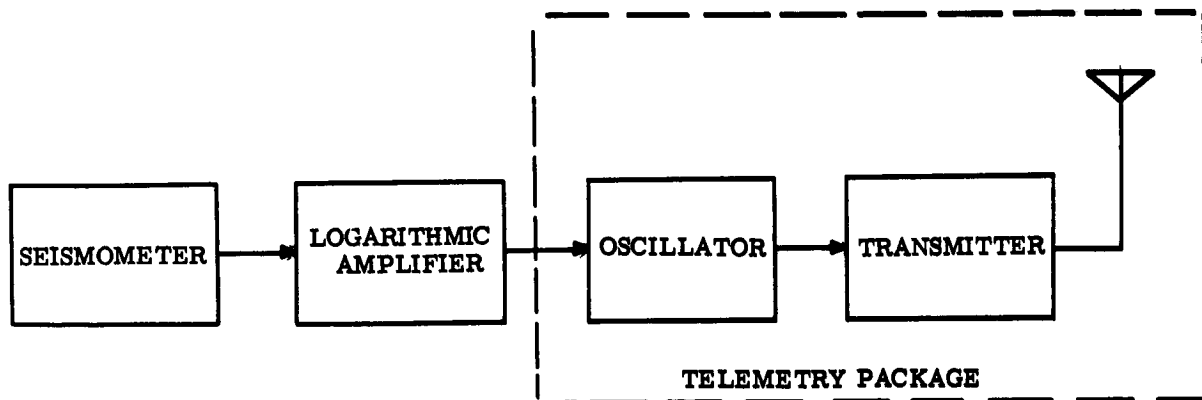 SEISMOMETER
LOGARITHMIC
AMPLIFIER
OSCILLATOR
TRANSMITTER
TELEMETRY PACKAGE